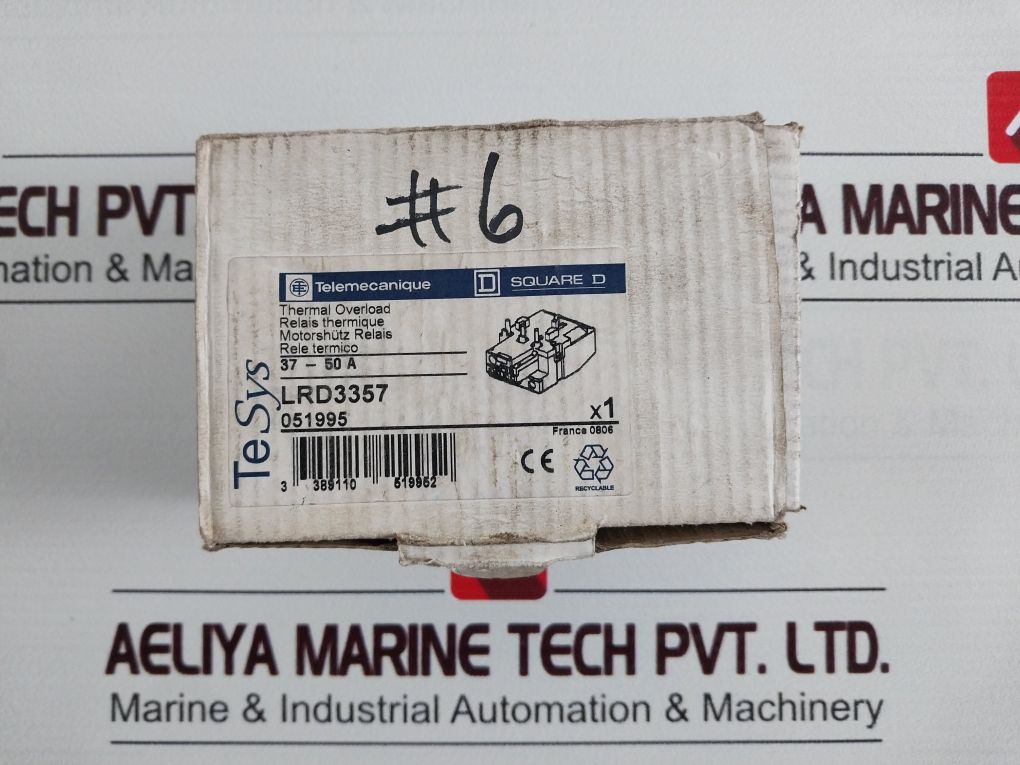 #6
Telemecanique SQUARE D
Thermal Overload
Relais thermique
Motorshütz Relais
Rele termico
37 – 50 A
LRD3357
051995
x1
France 0806
TeSys
3 389110 519952
CE
RECYCLABLE
ECH PVT
mation & Ma
A MARINE
& Industrial A
AELIYA MARINE TECH PVT. LTD.
Marine & Industrial Automation & Machinery